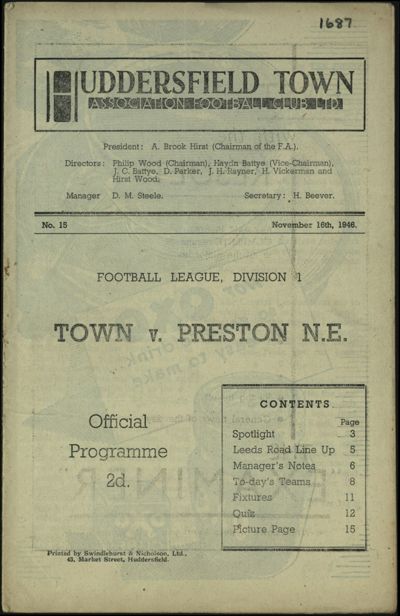 1687
HUDDERSFIELD TOWN
ASSOCIATION FOOTBALL CLUB LTD.
President: A. Brook Hirst (Chairman of the F.A.).
Directors: Philip Wood (Chairman), Haydn Battye (Vice-Chairman),
J. C. Battye, D. Parker, J. H. Rayner, H. Vickerman and
Hirst Wood.
Manager D. M. Steele. Secretary: H. Beever.
No. 15 November 16th, 1946.
FOOTBALL LEAGUE, DIVISION 1
TOWN v. PRESTON N.E.
Official
Programme
2d.
CONTENTS
Page
Spotlight 3
Leeds Road Line Up 5
Manager's Notes 6
To-day's Teams 8
Fixtures 11
Quiz 12
Picture Page 15
Printed by Swindlehurst & Nicholson, Ltd.,
43, Market Street, Huddersfield.